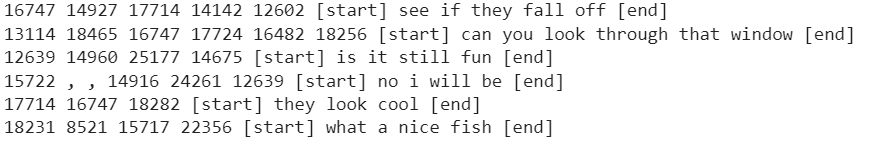 16747 14927 17714 14142 12602 [start] see if they fall off [end]
13114 18465 16747 17724 16482 18256 [start] can you look through that window [end]
12639 14960 25177 14675 [start] is it still fun [end]
15722 , , 14916 24261 12639 [start] no i will be [end]
17714 16747 18282 [start] they look cool [end]
18231 8521 15717 22356 [start] what a nice fish [end]